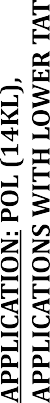 APPLICATION: POL (14KL),
APPLICATIONS WITH LOWER TAT